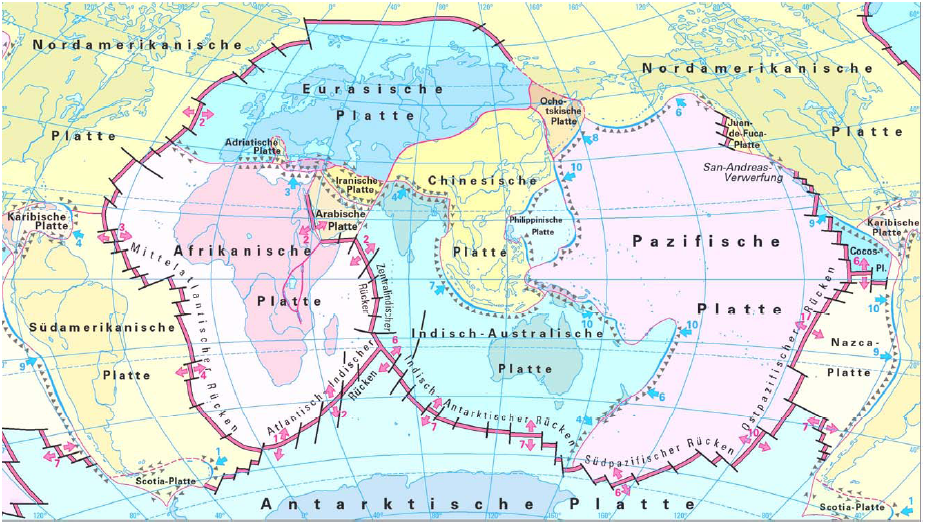 Nordamerikanische
Platte
Eurasische
Platte
Nordamerikanische
Platte
Ochotskische
Platte
Juan-
de-Fuca-
Platte
San-Andreas-
Verwerfung
Adriatische
Platte
Iranische
Platte
Arabische
Platte
Chinesische
Platte
Philippinische
Platte
Karibische
Platte
Karibische
Platte
Cocos-
Pl.
Afrikanische
Platte
Pazifische
Platte
Mittelatlantischer Rücken
Zentralindischer
Rücken
Südamerikanische
Platte
Indisch-Australische
Platte
Nazca-
Platte
Atlantisch-Indischer
Rücken
Indisch-Antarktischer Rücken
Südpazifischer Rücken
Ostpazifischer Rücken
Scotia-Platte
Scotia-Platte
Antarktische Platte